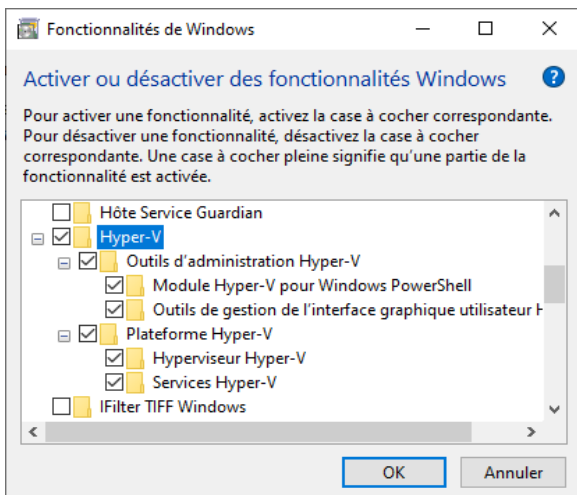 Fonctionnalités de Windows
Activer ou désactiver des fonctionnalités Windows
Pour activer une fonctionnalité, activez la case à cocher correspondante.
Pour désactiver une fonctionnalité, désactivez la case à cocher
correspondante. Une case à cocher pleine signifie qu'une partie de la
fonctionnalité est activée.
Hôte Service Guardian
Hyper-V
Outils d'administration Hyper-V
Module Hyper-V pour Windows PowerShell
Outils de gestion de l'interface graphique utilisateur H
Plateforme Hyper-V
Hyperviseur Hyper-V
Services Hyper-V
IFilter TIFF Windows
OK
Annuler